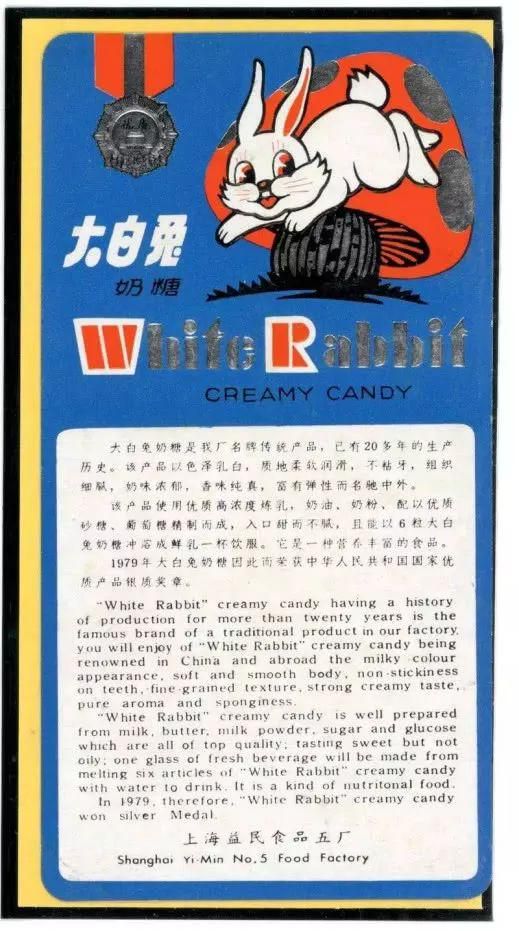 大白兔
奶糖
White Rabbit
CREAMY CANDY
大白兔奶糖是我厂名牌传统产品，已有20多年的生产
历史。该产品以色泽乳白，质地柔软润滑，不粘牙，组织
细腻，奶味浓郁，香味纯真，富有弹性而名驰中外。
该产品使用优质高浓度炼乳、奶油、奶粉、配以优质
砂糖、葡萄糖精制而成，入口甜而不腻，且能以6粒大白
兔奶糖冲溶成鲜乳一杯饮服。它是一种营养丰富的食品。
1979年大白兔奶糖因此而荣获中华人民共和国国家优
质产品银质奖章。
"White Rabbit" creamy candy having a history
of production for more than twenty years is the
famous brand of a traditional product in our factory,
you will enjoy of "White Rabbit" creamy candy being
renowned in China and abroad the milky colour
appearance, soft and smooth body, non-stickiness
on teeth, fine-grained texture, strong creamy taste,
pure aroma and sponginess.
"White Rabbit" creamy candy is well prepared
from milk, butter, milk powder, sugar and glucose
which are all of top quality; tasting sweet but not
oily; one glass of fresh beverage will be made from
melting six articles of "White Rabbit" creamy candy
with water to drink. It is a kind of nutritonal food.
In 1979, therefore, "White Rabbit" creamy candy
won silver Medal.
上海益民食品五厂
Shanghai Yi-Min No.5 Food Factory